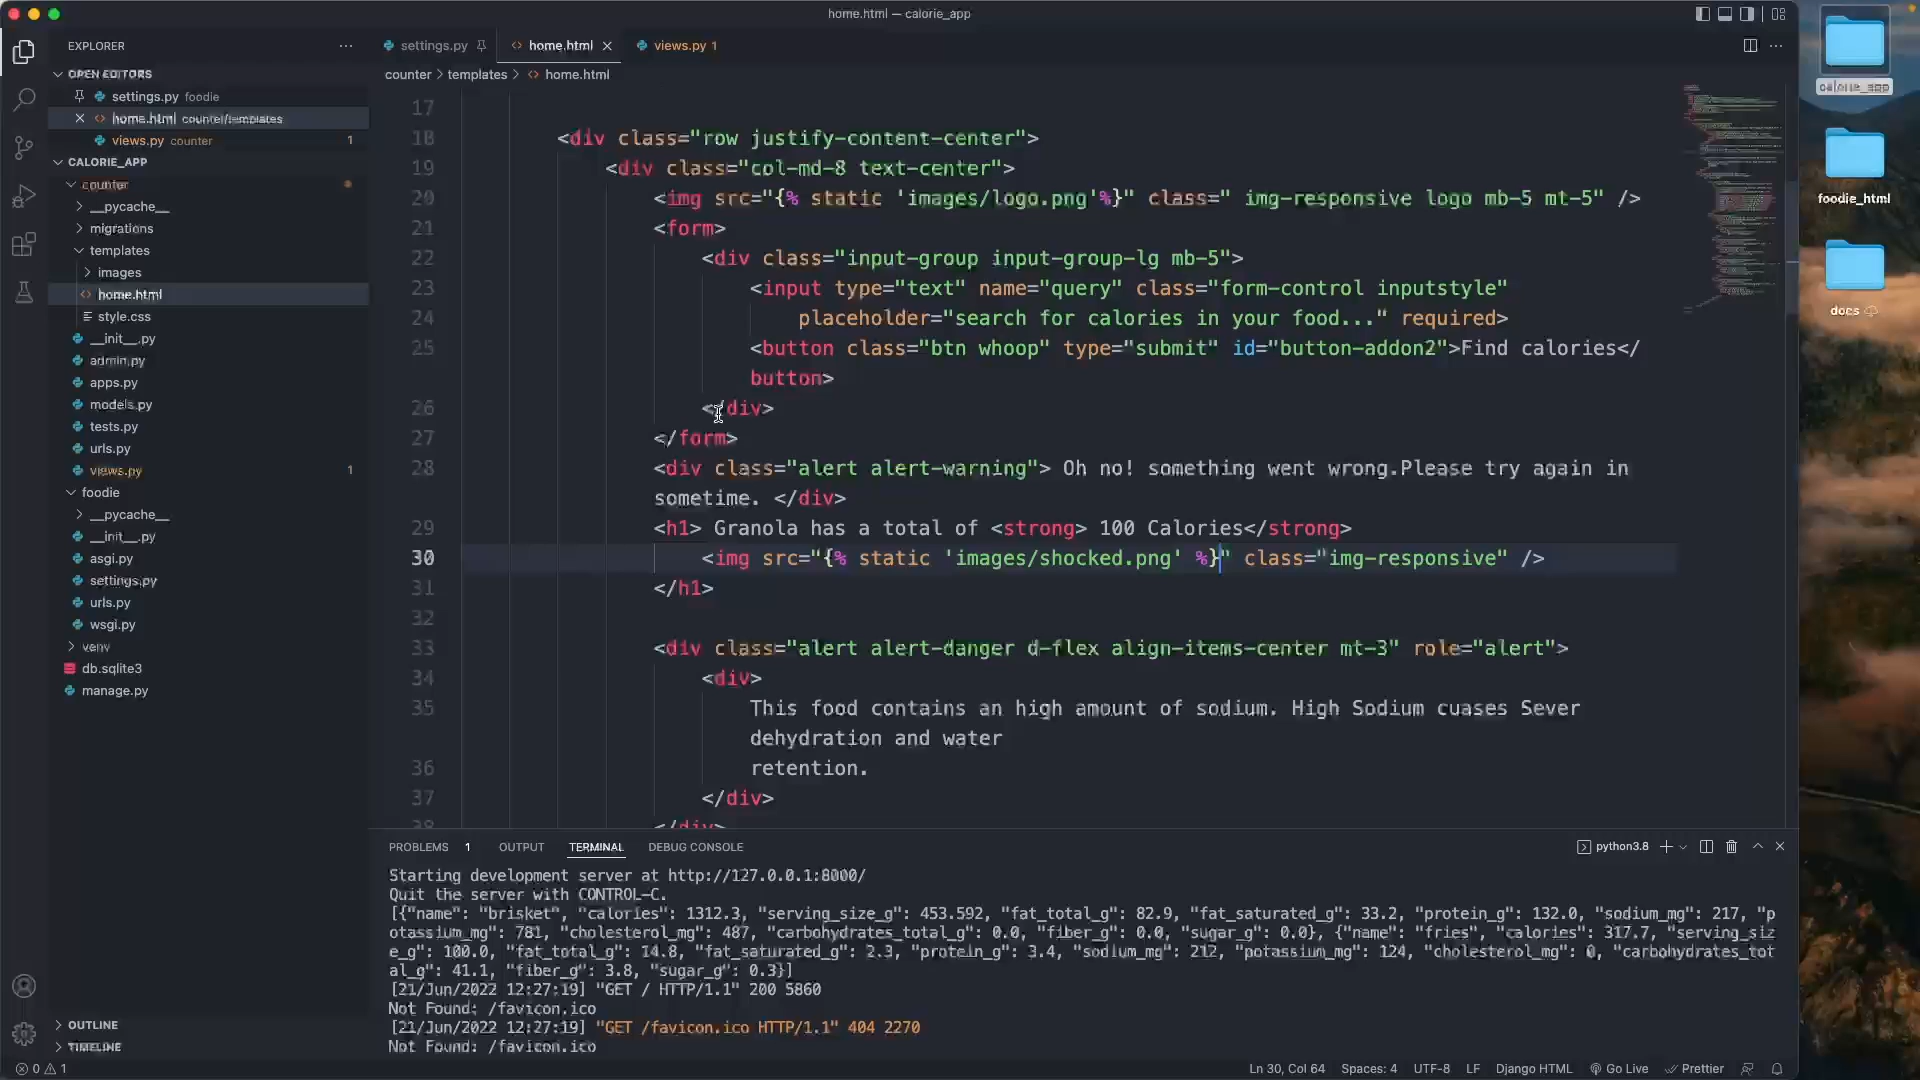 home.html — calorie_app
EXPLORER
settings.py
home.html
views.py 1
OPEN EDITORS
counter > templates > home.html
settings.py foodie
home.html counter/templates
views.py counter 1
CALORIE_APP
counter
__pycache__
migrations
templates
images
home.html
style.css
__init__.py
admin.py
apps.py
models.py
tests.py
urls.py
views.py 1
foodie
__pycache__
__init__.py
asgi.py
settings.py
urls.py
wsgi.py
venv
db.sqlite3
manage.py
OUTLINE
TIMELINE
17
18 <div class="row justify-content-center">
19 <div class="col-md-8 text-center">
20 <img src="{% static 'images/logo.png'%}" class=" img-responsive logo mb-5 mt-5" />
21 <form>
22 <div class="input-group input-group-lg mb-5">
23 <input type="text" name="query" class="form-control inputstyle"
24 placeholder="search for calories in your food..." required>
25 <button class="btn whoop" type="submit" id="button-addon2">Find calories</
button>
26 </div>
27 </form>
28 <div class="alert alert-warning"> Oh no! something went wrong.Please try again in
sometime. </div>
29 <h1> Granola has a total of <strong> 100 Calories</strong>
30 <img src="{% static 'images/shocked.png' %}" class="img-responsive" />
31 </h1>
32
33 <div class="alert alert-danger d-flex align-items-center mt-3" role="alert">
34 <div>
35 This food contains an high amount of sodium. High Sodium cuases Sever
dehydration and water
36 retention.
37 </div>
38 </div>
PROBLEMS 1 OUTPUT TERMINAL DEBUG CONSOLE
python3.8
Starting development server at http://127.0.0.1:8000/
Quit the server with CONTROL-C.
[{"name": "brisket", "calories": 1312.3, "serving_size_g": 453.592, "fat_total_g": 82.9, "fat_saturated_g": 33.2, "protein_g": 132.0, "sodium_mg": 217, "p
otassium_mg": 781, "cholesterol_mg": 487, "carbohydrates_total_g": 0.0, "fiber_g": 0.0, "sugar_g": 0.0}, {"name": "fries", "calories": 317.7, "serving_siz
e_g": 100.0, "fat_total_g": 14.8, "fat_saturated_g": 2.3, "protein_g": 3.4, "sodium_mg": 212, "potassium_mg": 124, "cholesterol_mg": 0, "carbohydrates_tot
al_g": 41.1, "fiber_g": 3.8, "sugar_g": 0.3}]
[21/Jun/2022 12:27:19] "GET / HTTP/1.1" 200 5860
Not Found: /favicon.ico
[21/Jun/2022 12:27:19] "GET /favicon.ico HTTP/1.1" 404 2270
Not Found: /favicon.ico
0 1
Ln 30, Col 64 Spaces: 4 UTF-8 LF Django HTML Go Live Prettier
calorie_app
foodie_html
docs